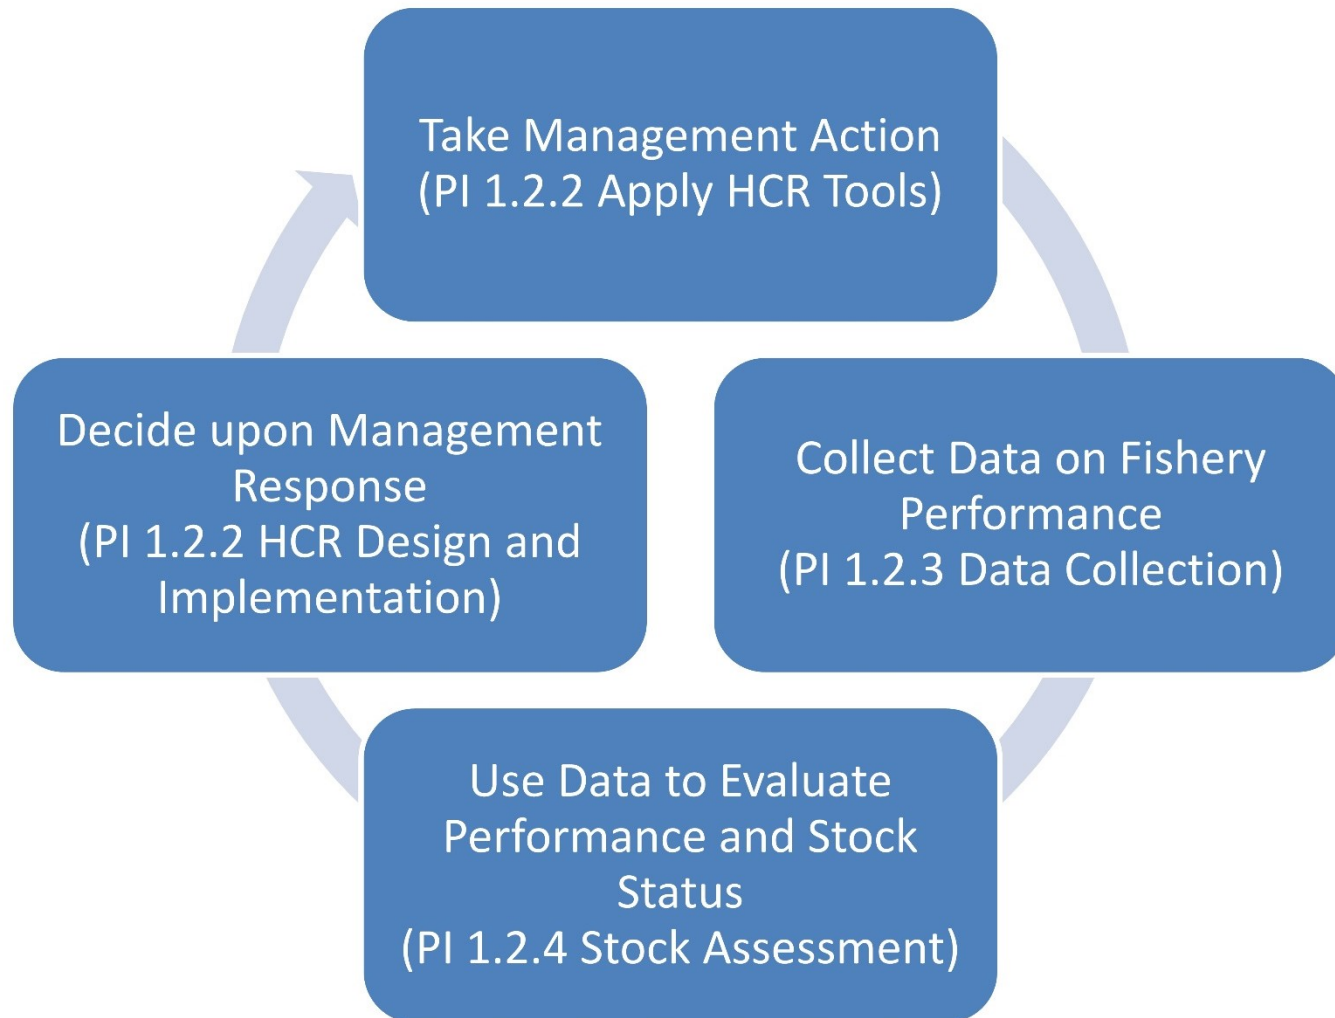 Take Management Action
(PI 1.2.2 Apply HCR Tools)
Decide upon Management
Response
(PI 1.2.2 HCR Design and
Implementation)
Collect Data on Fishery
Performance
(PI 1.2.3 Data Collection)
Use Data to Evaluate
Performance and Stock
Status
(PI 1.2.4 Stock Assessment)